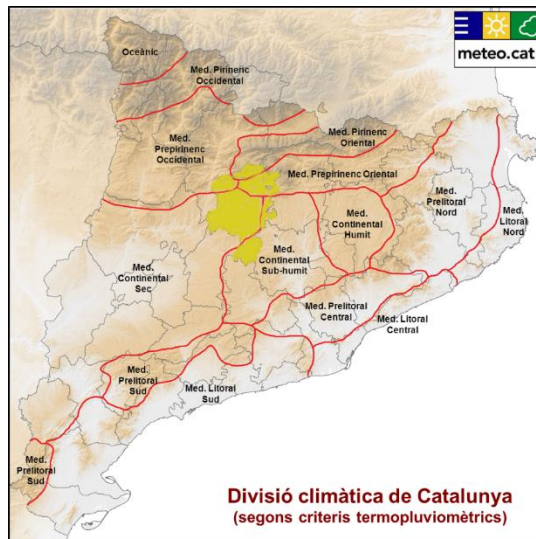 meteo.cat
Oceànic
Med. Pirinenc
Occidental
Med.
Prepirinenc
Occidental
Med. Pirinenc
Oriental
Med. Prepirinenc Oriental
Med.
Prelitoral
Nord
Med.
Litoral
Nord
Med.
Continental
Humit
Med.
Continental
Sub-humit
Med.
Continental
Sec
Med. Prelitoral
Central
Med. Litoral
Central
Med.
Prelitoral
Sud
Med. Litoral
Sud
Med.
Prelitoral
Sud
Divisió climàtica de Catalunya
(segons criteris termopluviomètrics)